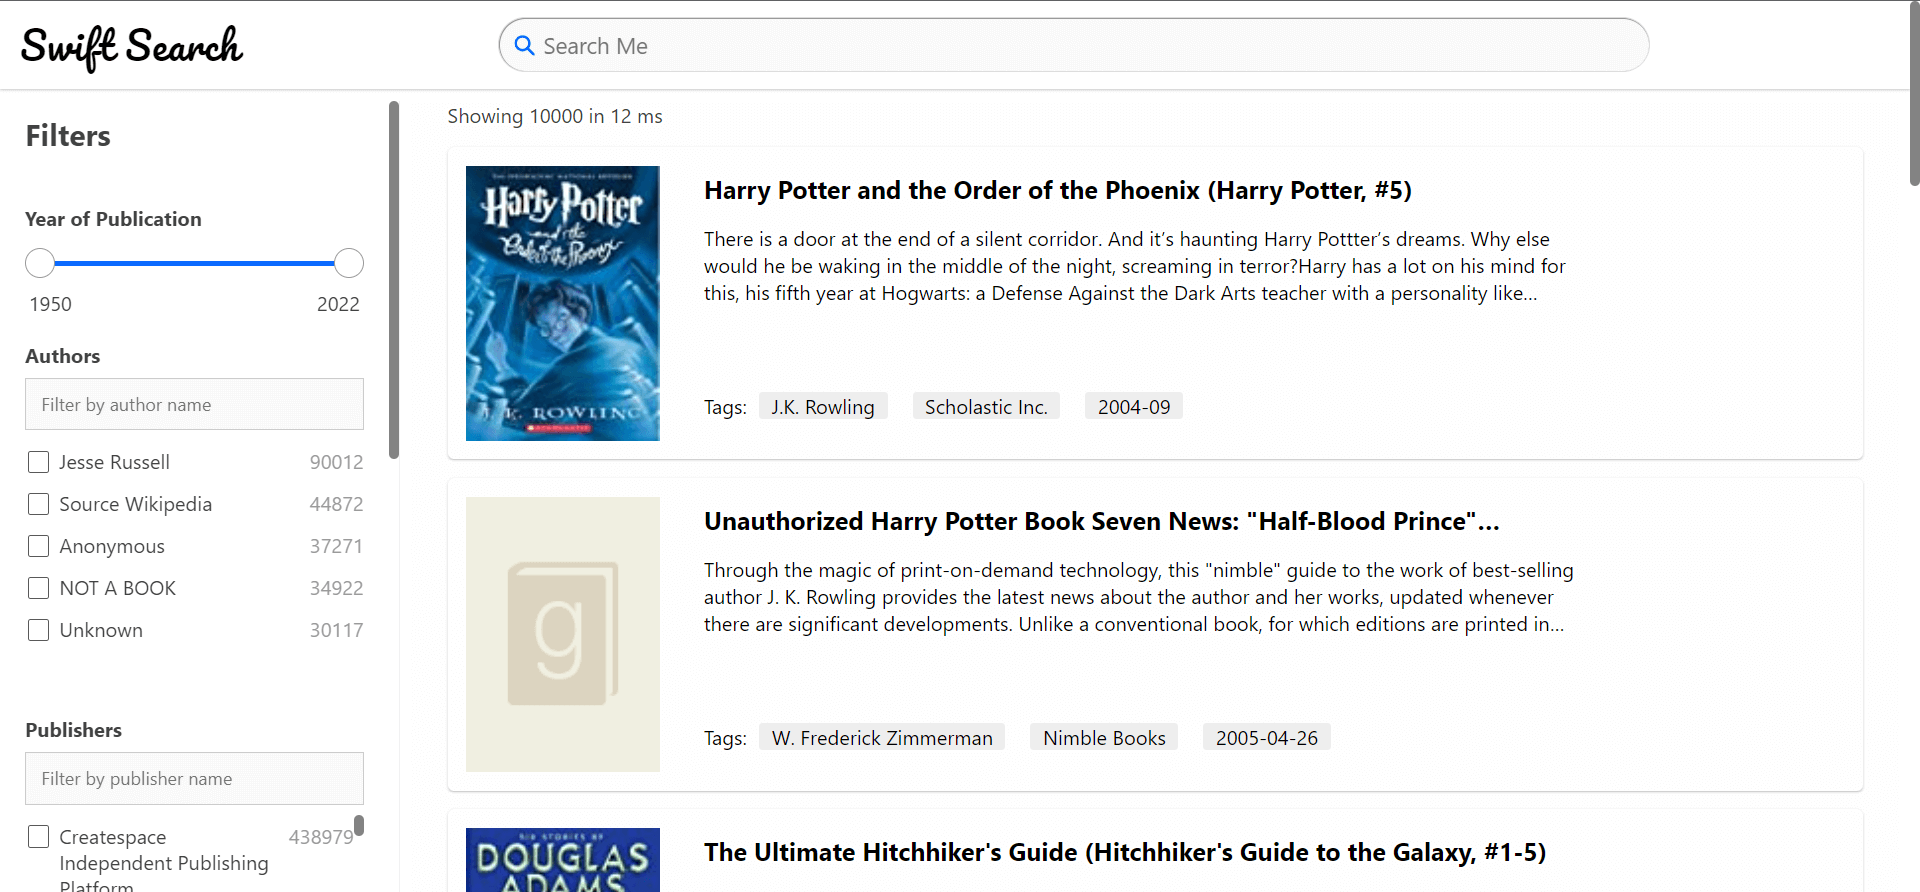 Swift Search
Search Me
Filters
Year of Publication
1950 2022
Authors
Filter by author name
Jesse Russell 90012
Source Wikipedia 44872
Anonymous 37271
NOT A BOOK 34922
Unknown 30117
Publishers
Filter by publisher name
Createspace 438979
Independent Publishing
Platform
Showing 10000 in 12 ms
Harry Potter
and the
Order of the Phoenix
J. K. ROWLING
Harry Potter and the Order of the Phoenix (Harry Potter, #5)
There is a door at the end of a silent corridor. And it’s haunting Harry Pottter’s dreams. Why else
would he be waking in the middle of the night, screaming in terror?Harry has a lot on his mind for
this, his fifth year at Hogwarts: a Defense Against the Dark Arts teacher with a personality like...
Tags: J.K. Rowling Scholastic Inc. 2004-09
g
Unauthorized Harry Potter Book Seven News: "Half-Blood Prince"...
Through the magic of print-on-demand technology, this "nimble" guide to the work of best-selling
author J. K. Rowling provides the latest news about the author and her works, updated whenever
there are significant developments. Unlike a conventional book, for which editions are printed in...
Tags: W. Frederick Zimmerman Nimble Books 2005-04-26
DOUGLAS
ADAMS
The Ultimate Hitchhiker's Guide (Hitchhiker's Guide to the Galaxy, #1-5)